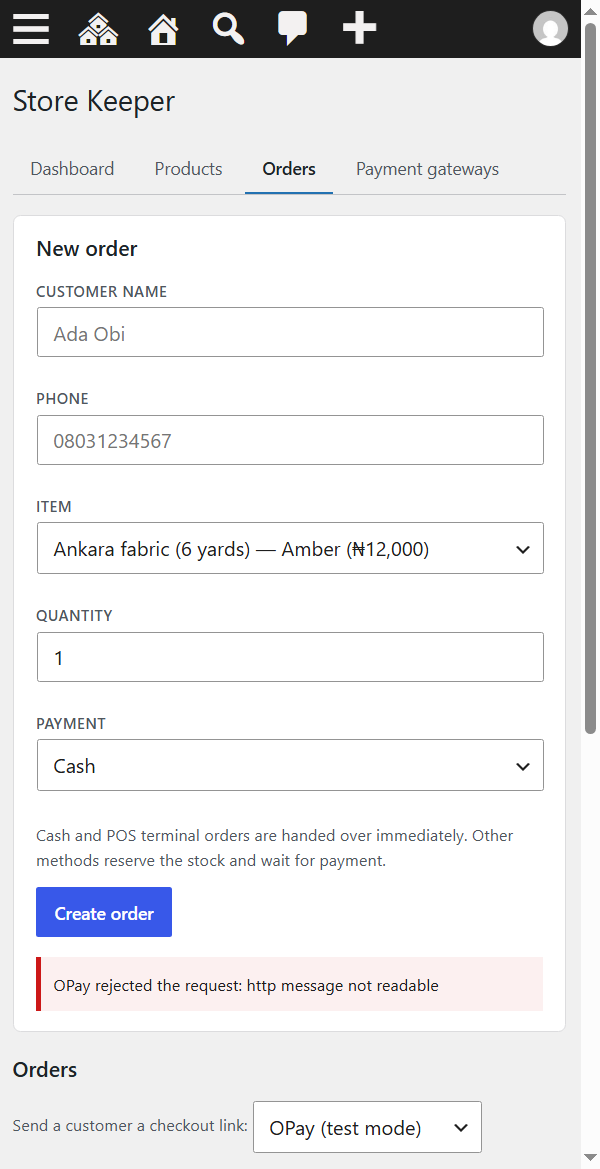 Store Keeper
Dashboard Products Orders Payment gateways
New order
CUSTOMER NAME
Ada Obi
PHONE
08031234567
ITEM
Ankara fabric (6 yards) — Amber (₦12,000)
QUANTITY
1
PAYMENT
Cash
Cash and POS terminal orders are handed over immediately. Other
methods reserve the stock and wait for payment.
Create order
OPay rejected the request: http message not readable
Orders
Send a customer a checkout link: OPay (test mode)